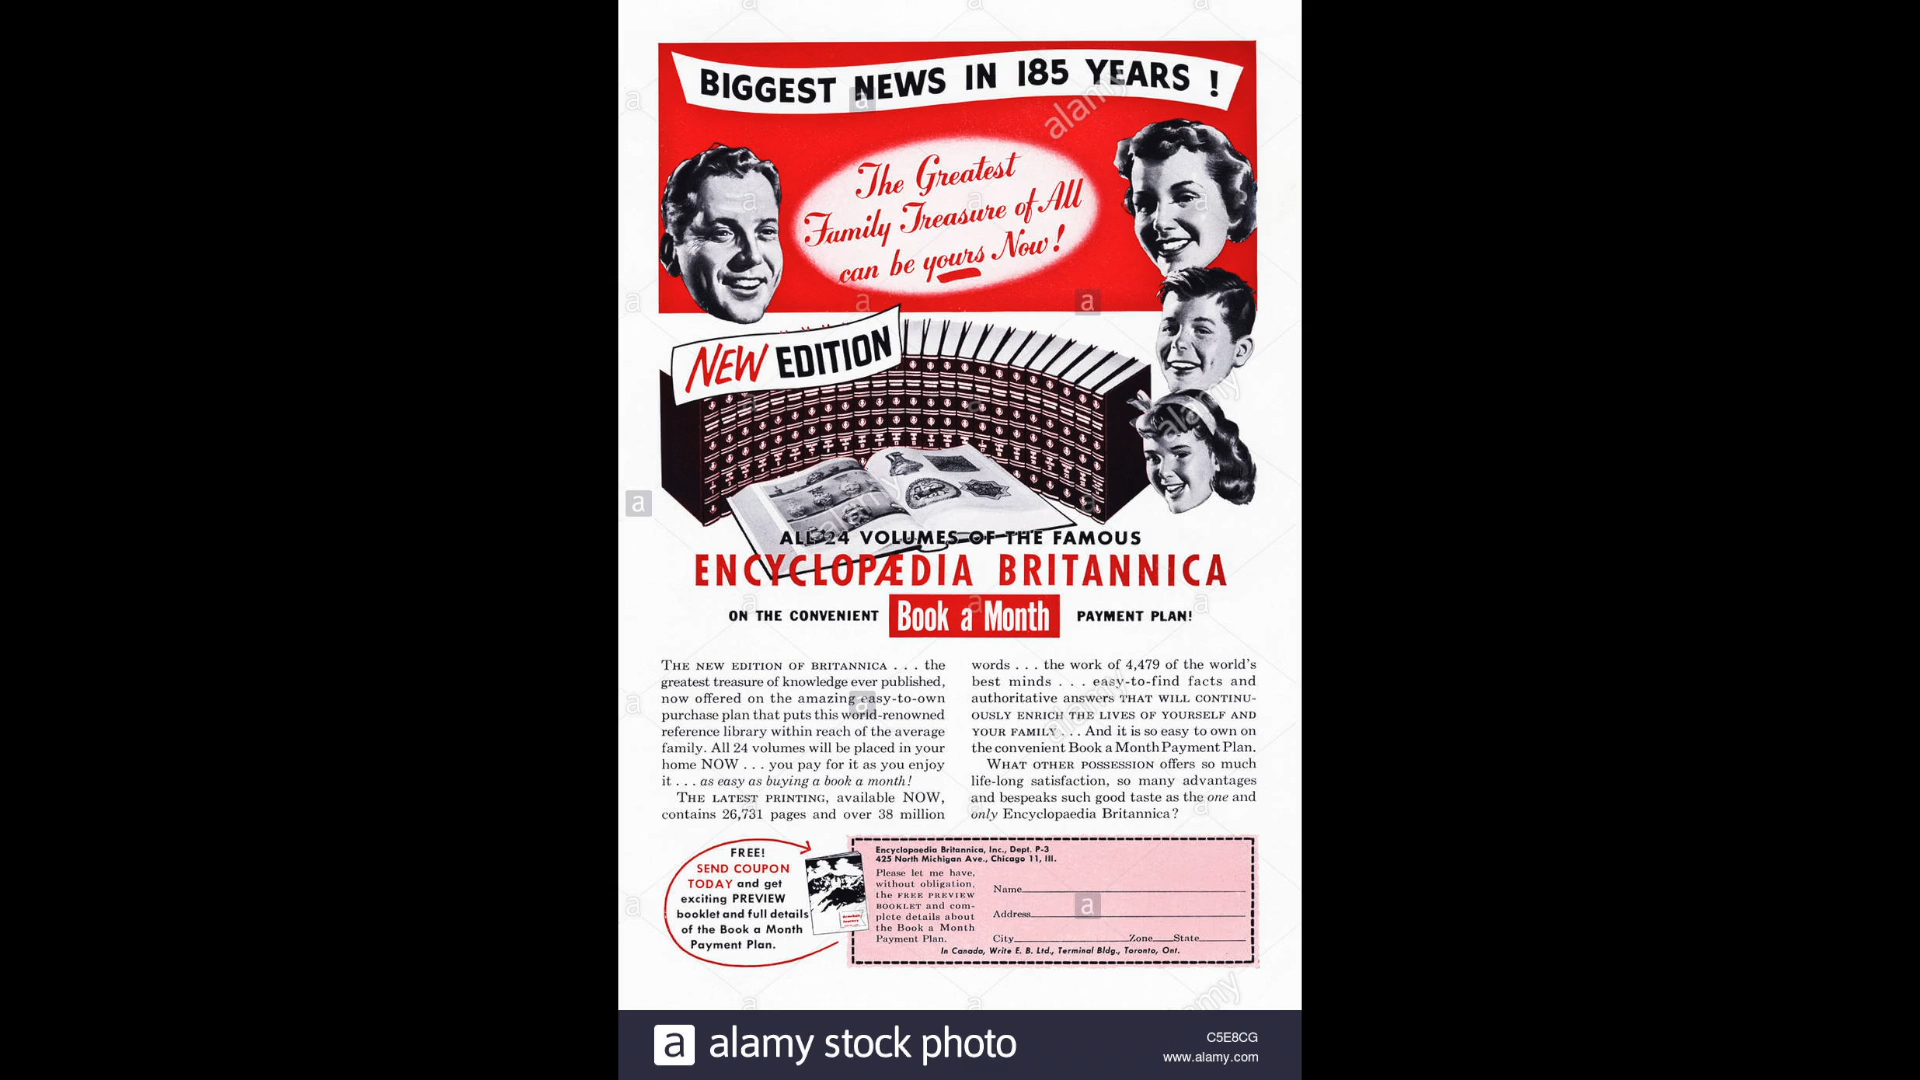 BIGGEST NEWS IN 185 YEARS !
The Greatest
Family Treasure of All
can be yours Now!
NEW EDITION
ALL 24 VOLUMES OF THE FAMOUS
ENCYCLOPÆDIA BRITANNICA
ON THE CONVENIENT Book a Month PAYMENT PLAN!
THE NEW EDITION OF BRITANNICA . . . the
greatest treasure of knowledge ever published,
now offered on the amazing easy-to-own
purchase plan that puts this world-renowned
reference library within reach of the average
family. All 24 volumes will be placed in your
home NOW . . . you pay for it as you enjoy
it . . . as easy as buying a book a month!
THE LATEST PRINTING, available NOW,
contains 26,731 pages and over 38 million
words . . . the work of 4,479 of the world's
best minds . . . easy-to-find facts and
authoritative answers THAT WILL CONTINU-
OUSLY ENRICH THE LIVES OF YOURSELF AND
YOUR FAMILY . . . And it is so easy to own on
the convenient Book a Month Payment Plan.
WHAT OTHER POSSESSION offers so much
life-long satisfaction, so many advantages
and bespeaks such good taste as the one and
only Encyclopaedia Britannica?
FREE!
SEND COUPON
TODAY and get
exciting PREVIEW
booklet and full details
of the Book a Month
Payment Plan.
Encyclopaedia Britannica, Inc., Dept. P-3
425 North Michigan Ave., Chicago 11, Ill.
Please let me have,
without obligation,
the FREE PREVIEW
BOOKLET and com-
plete details about
the Book a Month
Payment Plan.
Name
Address
City Zone State
In Canada, Write E. B. Ltd., Terminal Bldg., Toronto, Ont.
a alamy stock photo
C5E8CG
www.alamy.com